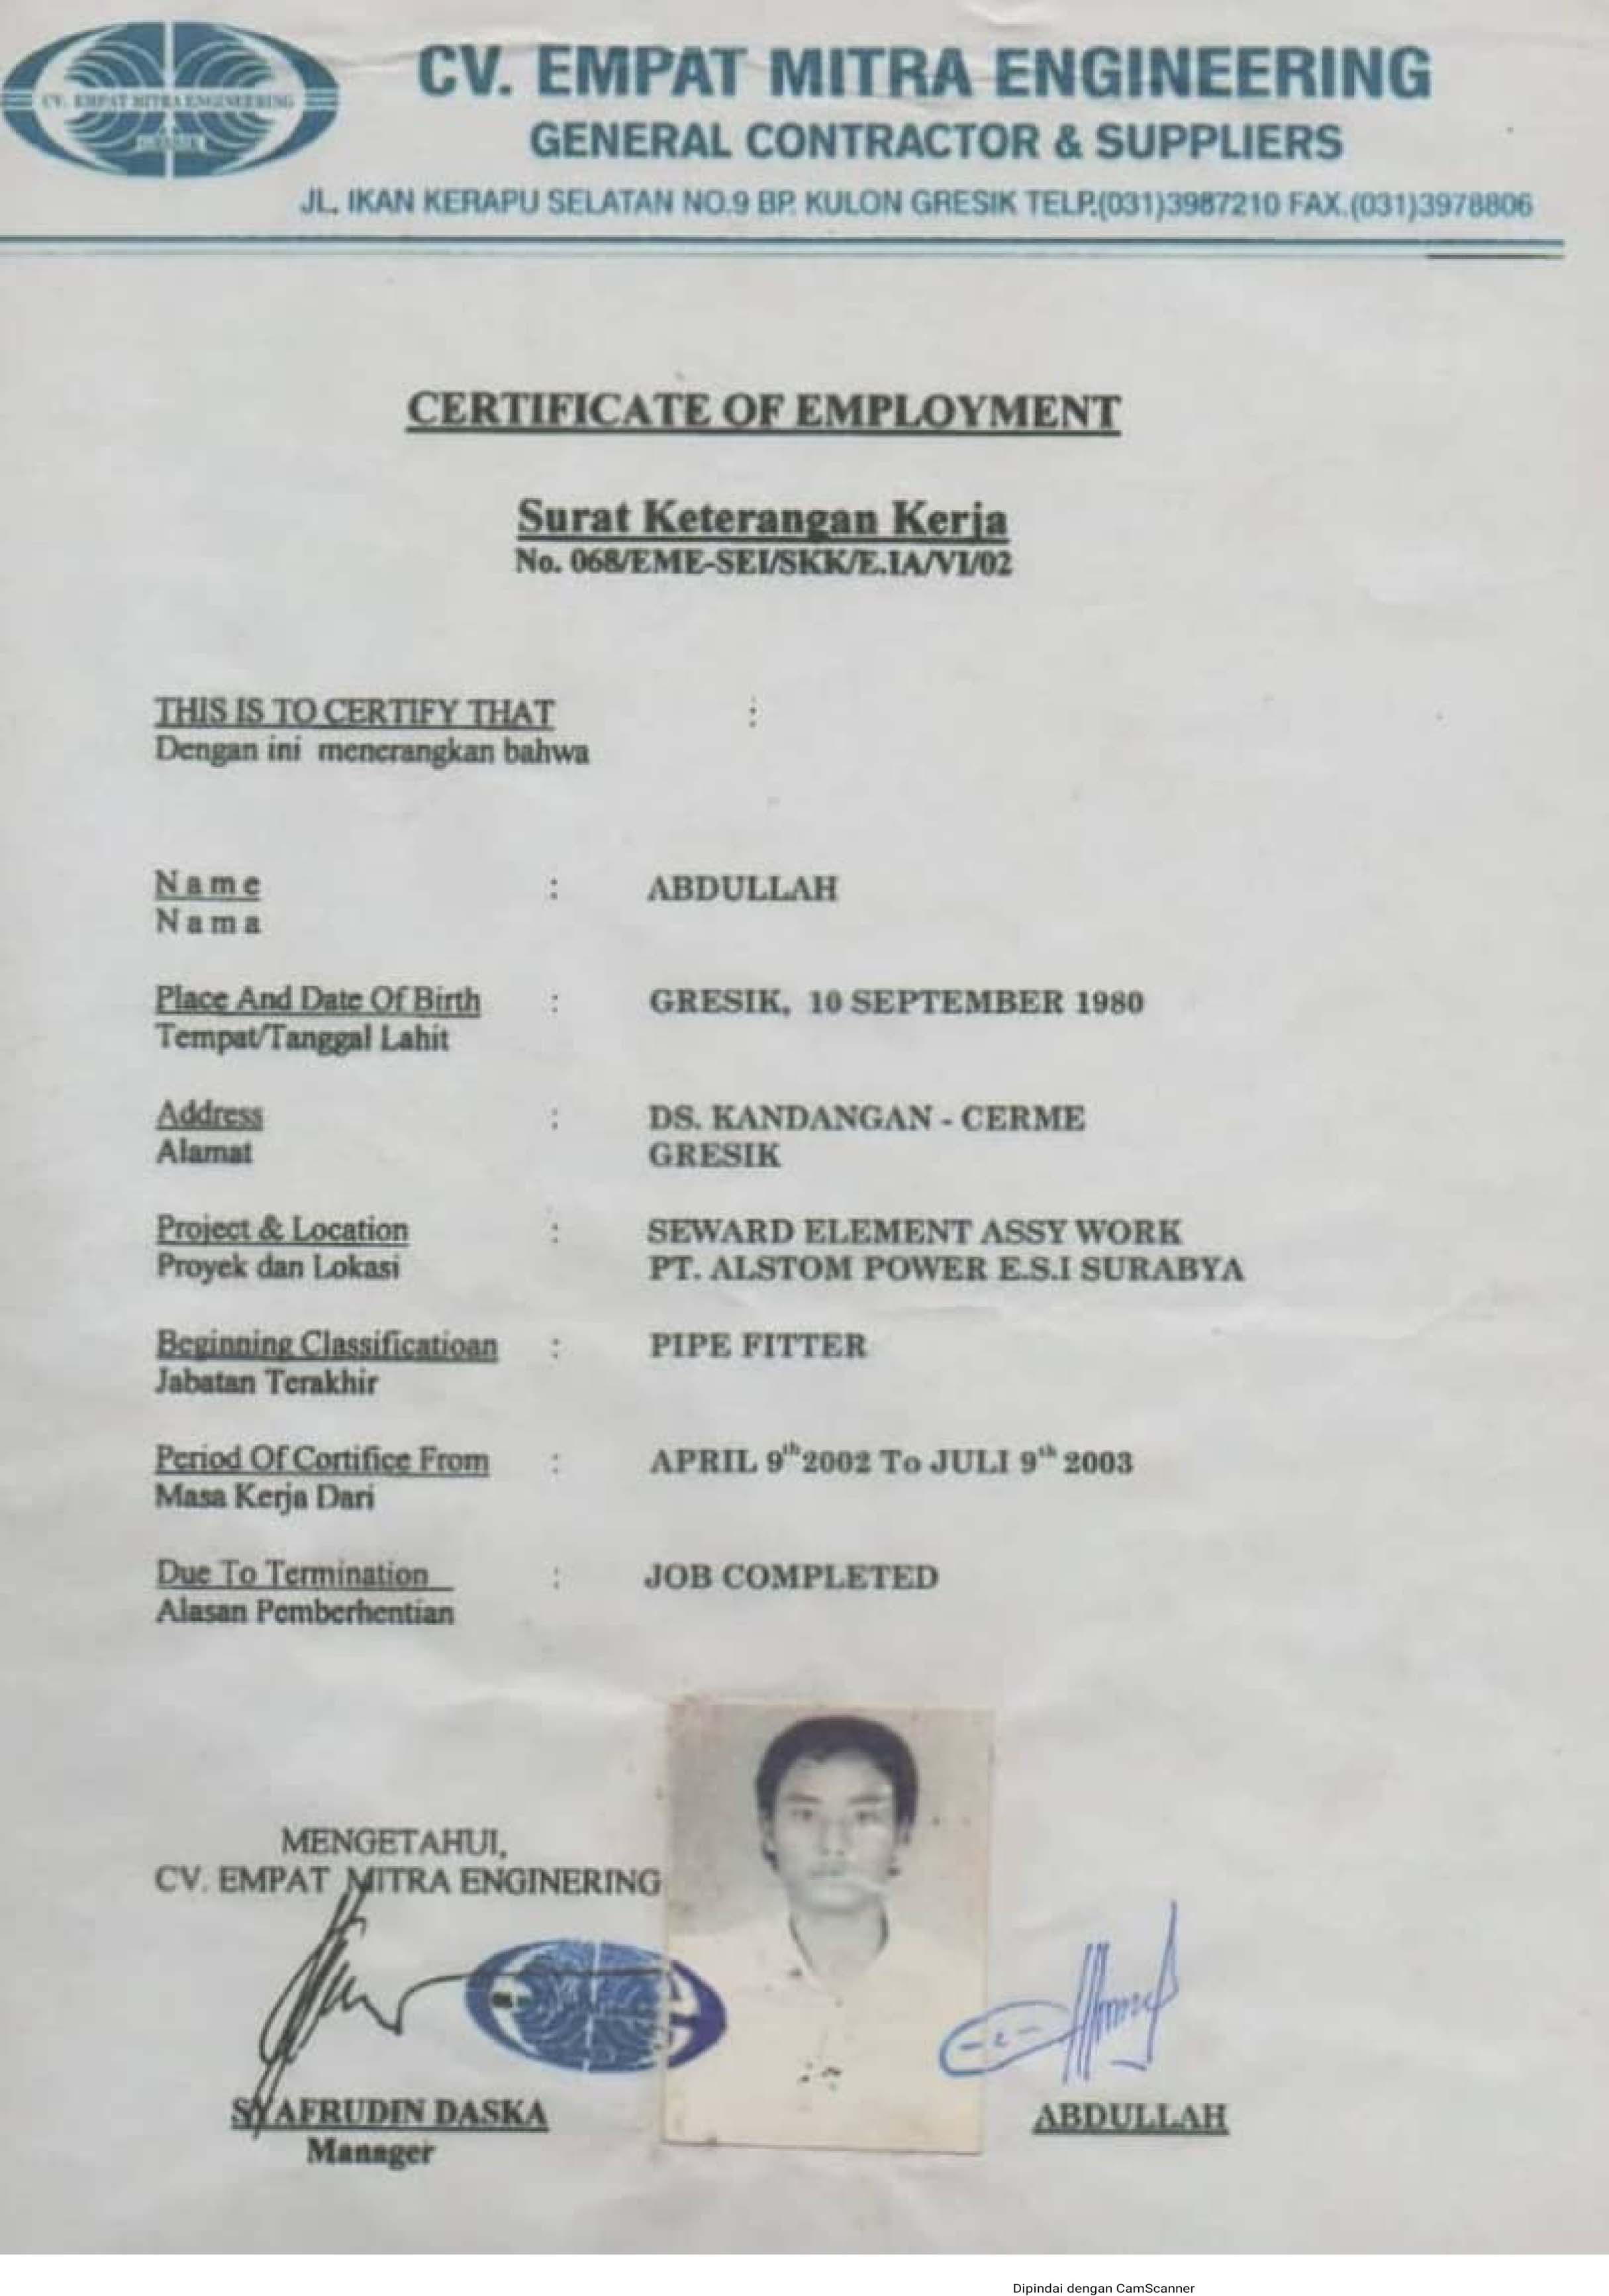 CV. EMPAT MITRA ENGINEERING
CV. EMPAT MITRA ENGINEERING
GENERAL CONTRACTOR & SUPPLIERS
JL. IKAN KERAPU SELATAN NO.9 BP. KULON GRESIK TELP.(031)3987210 FAX.(031)3978806
CERTIFICATE OF EMPLOYMENT
Surat Keterangan Kerja
No. 068/EME-SEI/SKK/E.IA/VI/02
THIS IS TO CERTIFY THAT :
Dengan ini menerangkan bahwa
Name : ABDULLAH
Nama
Place And Date Of Birth : GRESIK, 10 SEPTEMBER 1980
Tempat/Tanggal Lahit
Address : DS. KANDANGAN - CERME
Alamat GRESIK
Project & Location : SEWARD ELEMENT ASSY WORK
Proyek dan Lokasi PT. ALSTOM POWER E.S.I SURABYA
Beginning Classificatioan : PIPE FITTER
Jabatan Terakhir
Period Of Cortifice From : APRIL 9th 2002 To JULI 9th 2003
Masa Kerja Dari
Due To Termination : JOB COMPLETED
Alasan Pemberhentian
MENGETAHUI,
CV. EMPAT MITRA ENGINERING
SYAFRUDIN DASKA
Manager
ABDULLAH
Dipindai dengan CamScanner